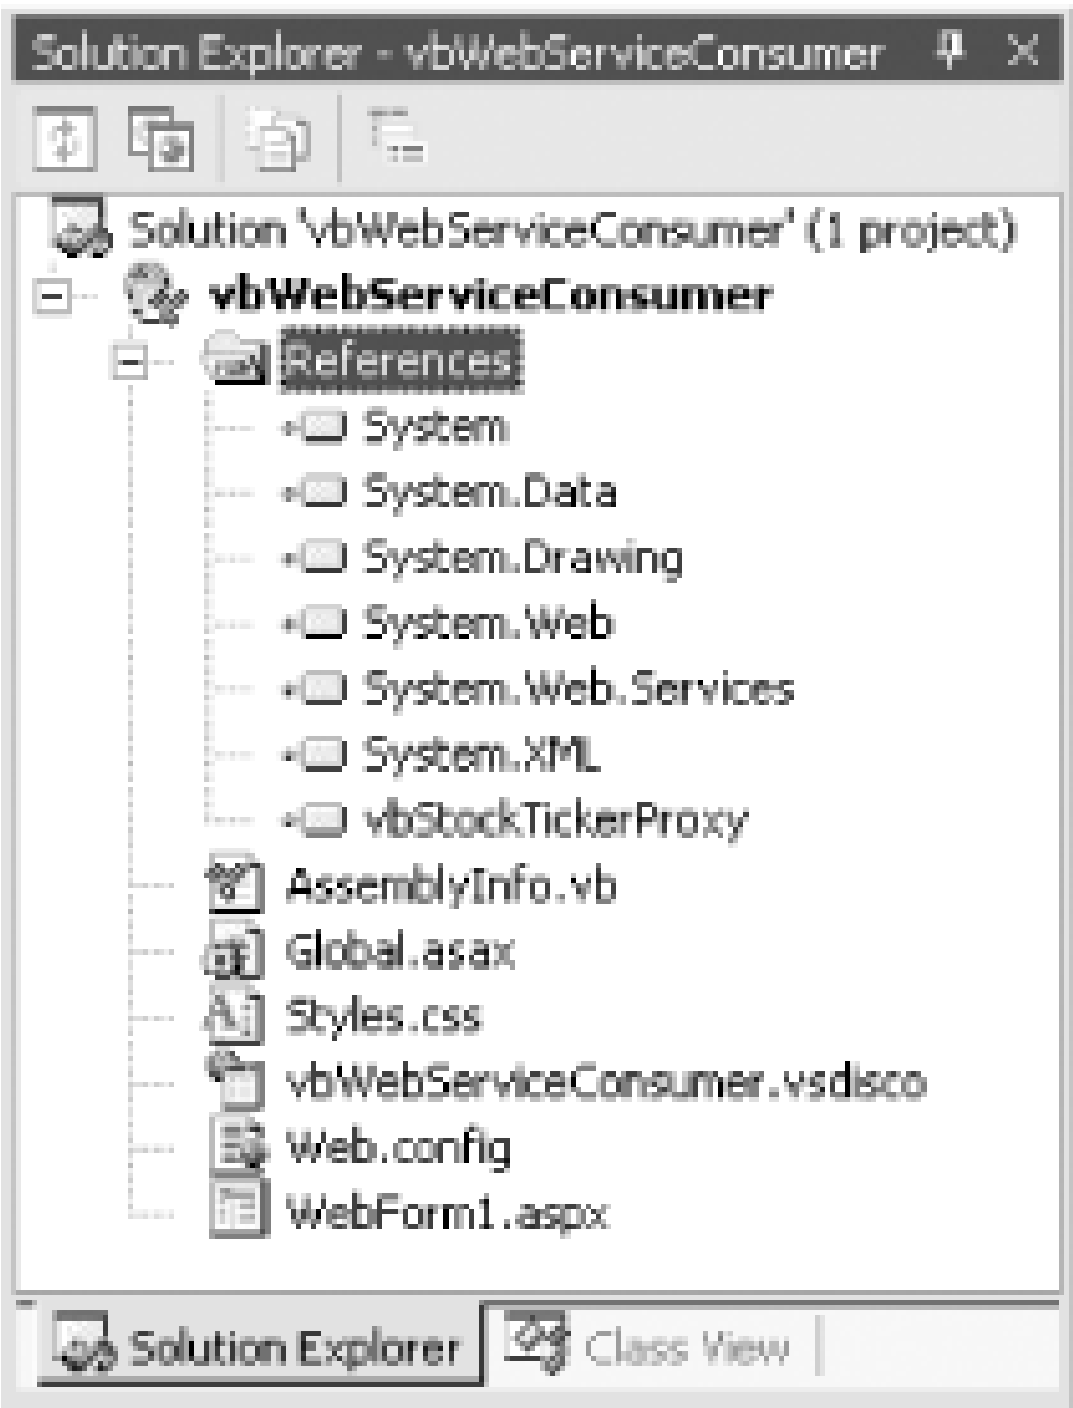 Solution Explorer - vbWebServiceConsumer
Solution 'vbWebServiceConsumer' (1 project)
vbWebServiceConsumer
References
System
System.Data
System.Drawing
System.Web
System.Web.Services
System.XML
vbStockTickerProxy
AssemblyInfo.vb
Global.asax
Styles.css
vbWebServiceConsumer.vsdisco
Web.config
WebForm1.aspx
Solution Explorer Class View